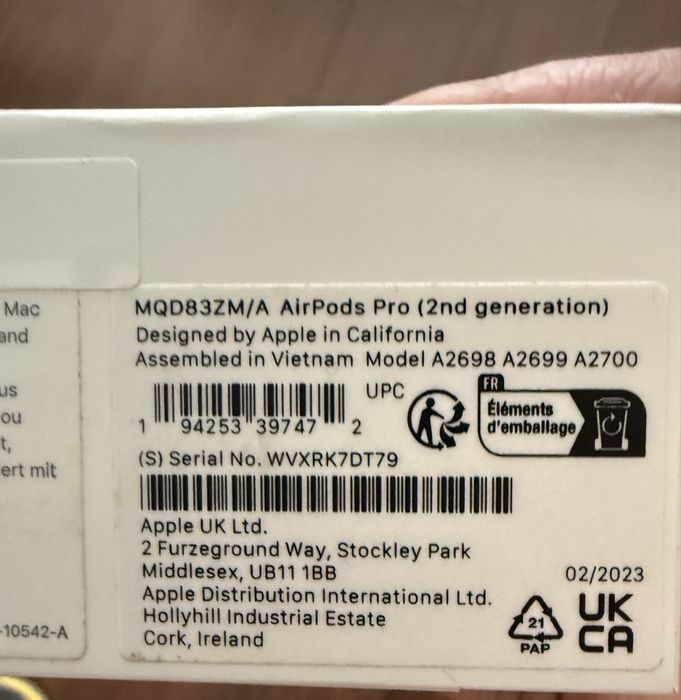 Mac
and
us
ou
t,
ert mit
-10542-A
MQD83ZM/A AirPods Pro (2nd generation)
Designed by Apple in California
Assembled in Vietnam Model A2698 A2699 A2700
UPC
1 94253 39747 2
FR
Éléments
d'emballage
(S) Serial No. WVXRK7DT79
Apple UK Ltd.
2 Furzeground Way, Stockley Park
Middlesex, UB11 1BB
Apple Distribution International Ltd.
Hollyhill Industrial Estate
Cork, Ireland
02/2023
21
PAP
UK
CA